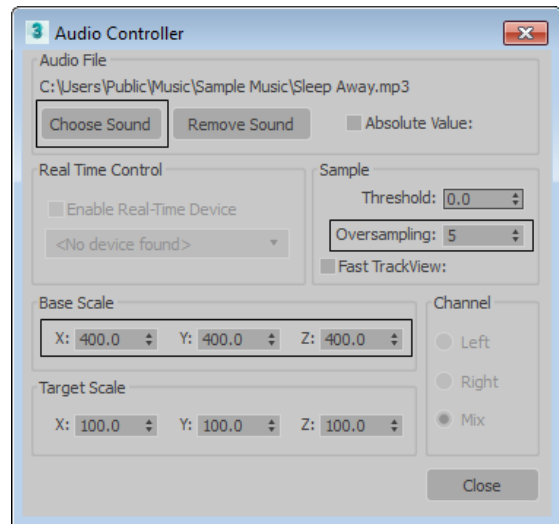 3 Audio Controller
Audio File
C:\Users\Public\Music\Sample Music\Sleep Away.mp3
Choose Sound Remove Sound Absolute Value:
Real Time Control
Enable Real-Time Device
<No device found>
Sample
Threshold: 0.0
Oversampling: 5
Fast TrackView:
Base Scale
X: 400.0 Y: 400.0 Z: 400.0
Target Scale
X: 100.0 Y: 100.0 Z: 100.0
Channel
Left
Right
Mix
Close